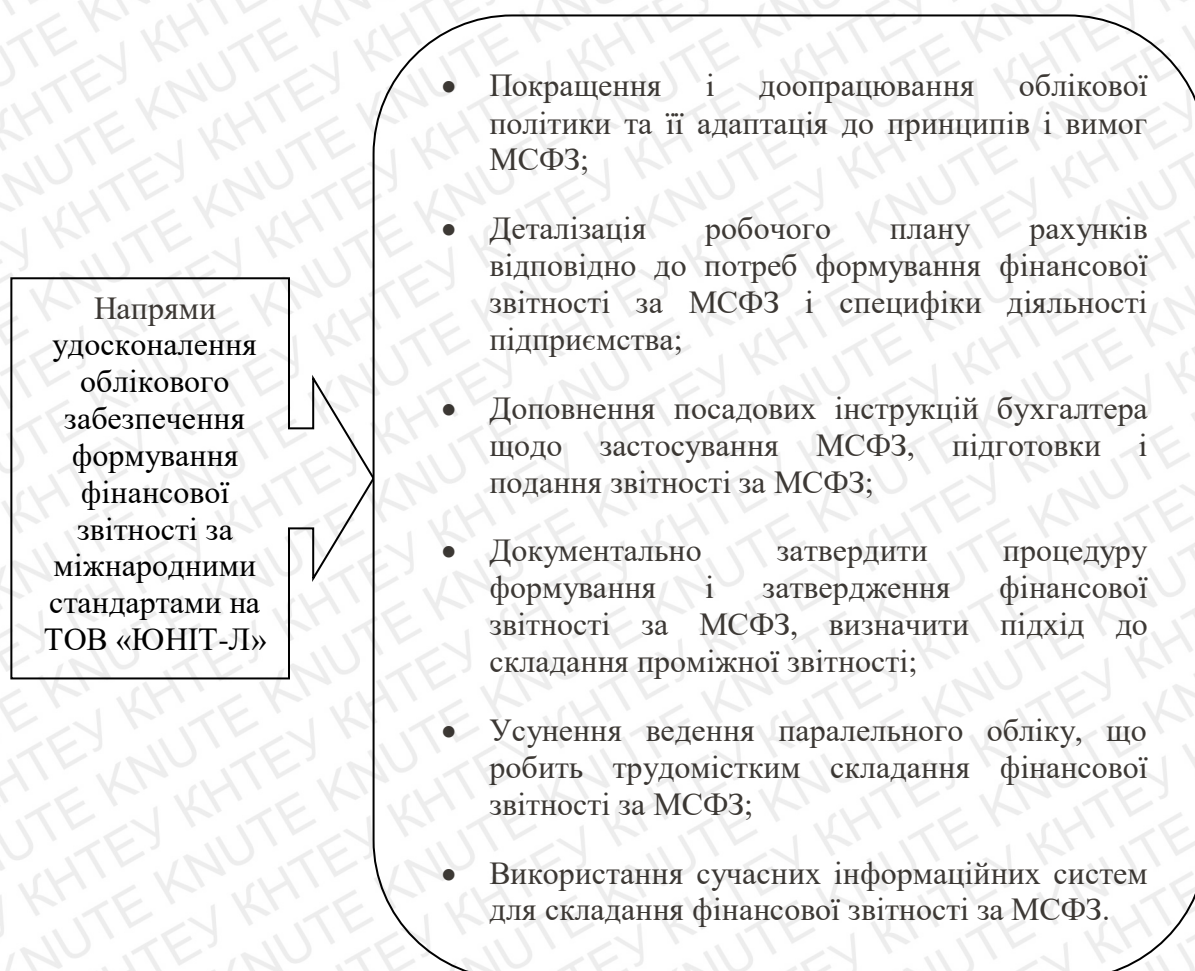 Напрями
удосконалення
облікового
забезпечення
формування
фінансової
звітності за
міжнародними
стандартами на
ТОВ «ЮНІТ-Л»
• Покращення і доопрацювання облікової
політики та її адаптація до принципів і вимог
МСФЗ;
• Деталізація робочого плану рахунків
відповідно до потреб формування фінансової
звітності за МСФЗ і специфіки діяльності
підприємства;
• Доповнення посадових інструкцій бухгалтера
щодо застосування МСФЗ, підготовки і
подання звітності за МСФЗ;
• Документально затвердити процедуру
формування і затвердження фінансової
звітності за МСФЗ, визначити підхід до
складання проміжної звітності;
• Усунення ведення паралельного обліку, що
робить трудомістким складання фінансової
звітності за МСФЗ;
• Використання сучасних інформаційних систем
для складання фінансової звітності за МСФЗ.